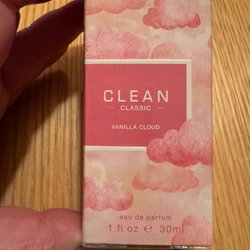 CLEAN
CLASSIC
VANILLA CLOUD
eau de parfum
1 fl oz ℮ 30ml